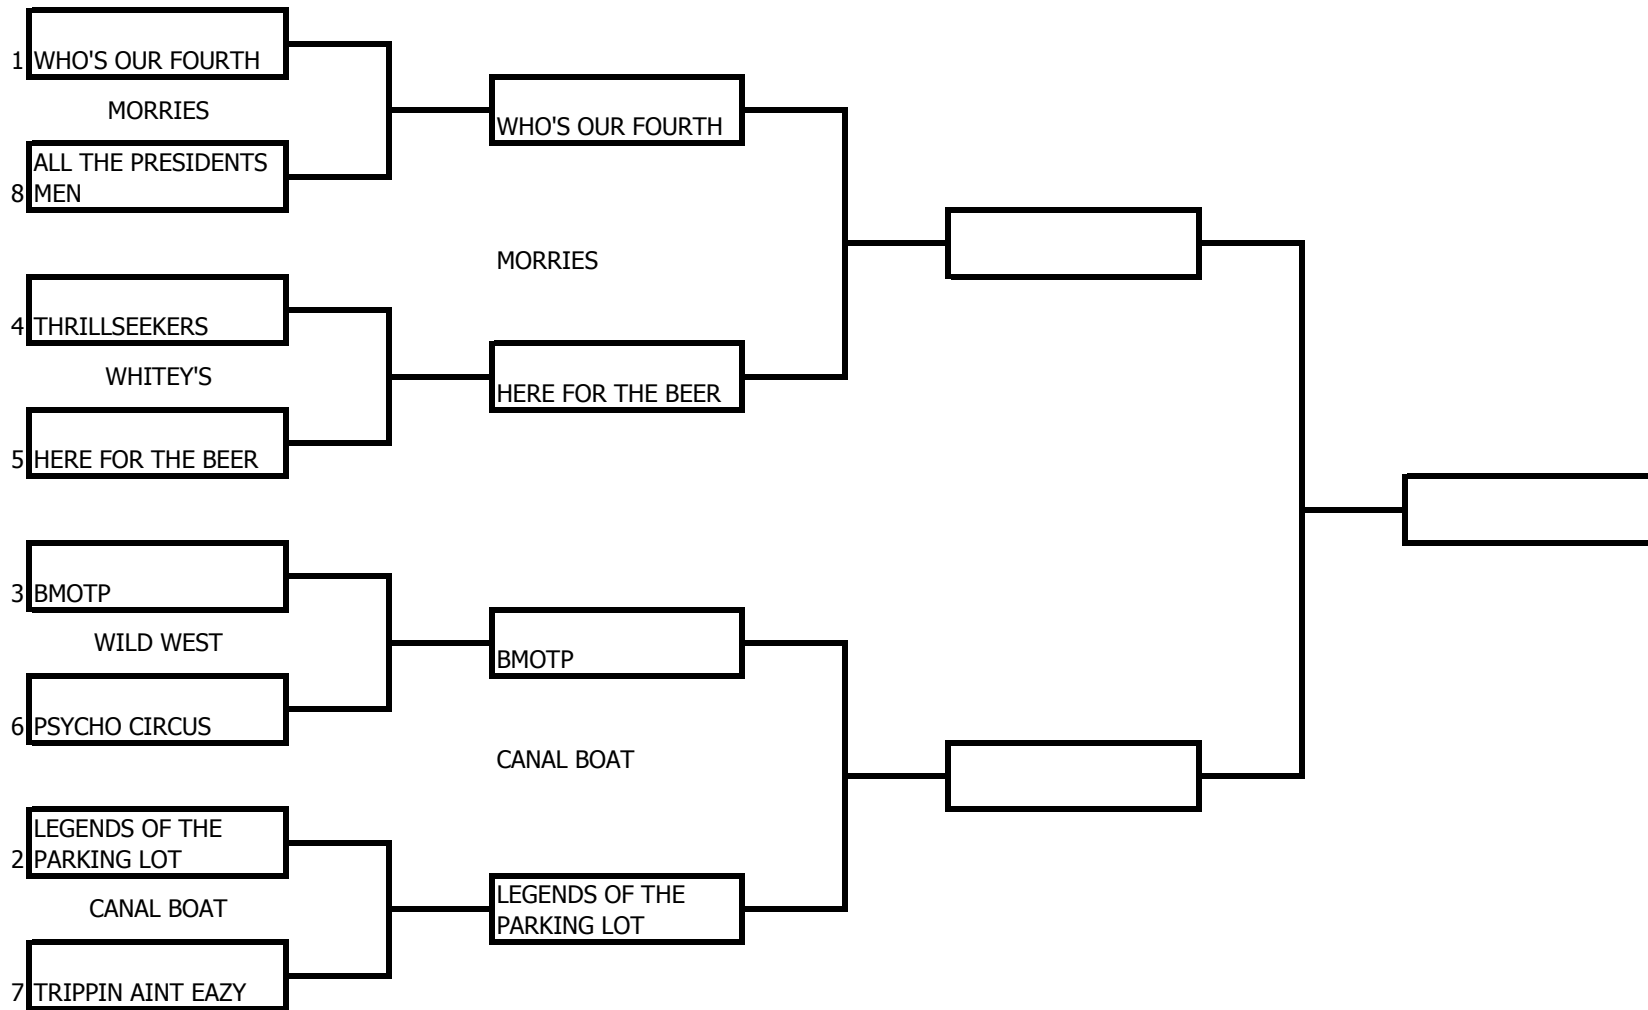 1 WHO'S OUR FOURTH
MORRIES
ALL THE PRESIDENTS
8 MEN
4 THRILLSEEKERS
WHITEY'S
5 HERE FOR THE BEER
3 BMOTP
WILD WEST
6 PSYCHO CIRCUS
LEGENDS OF THE
2 PARKING LOT
CANAL BOAT
7 TRIPPIN AINT EAZY
WHO'S OUR FOURTH
MORRIES
HERE FOR THE BEER
BMOTP
CANAL BOAT
LEGENDS OF THE
PARKING LOT